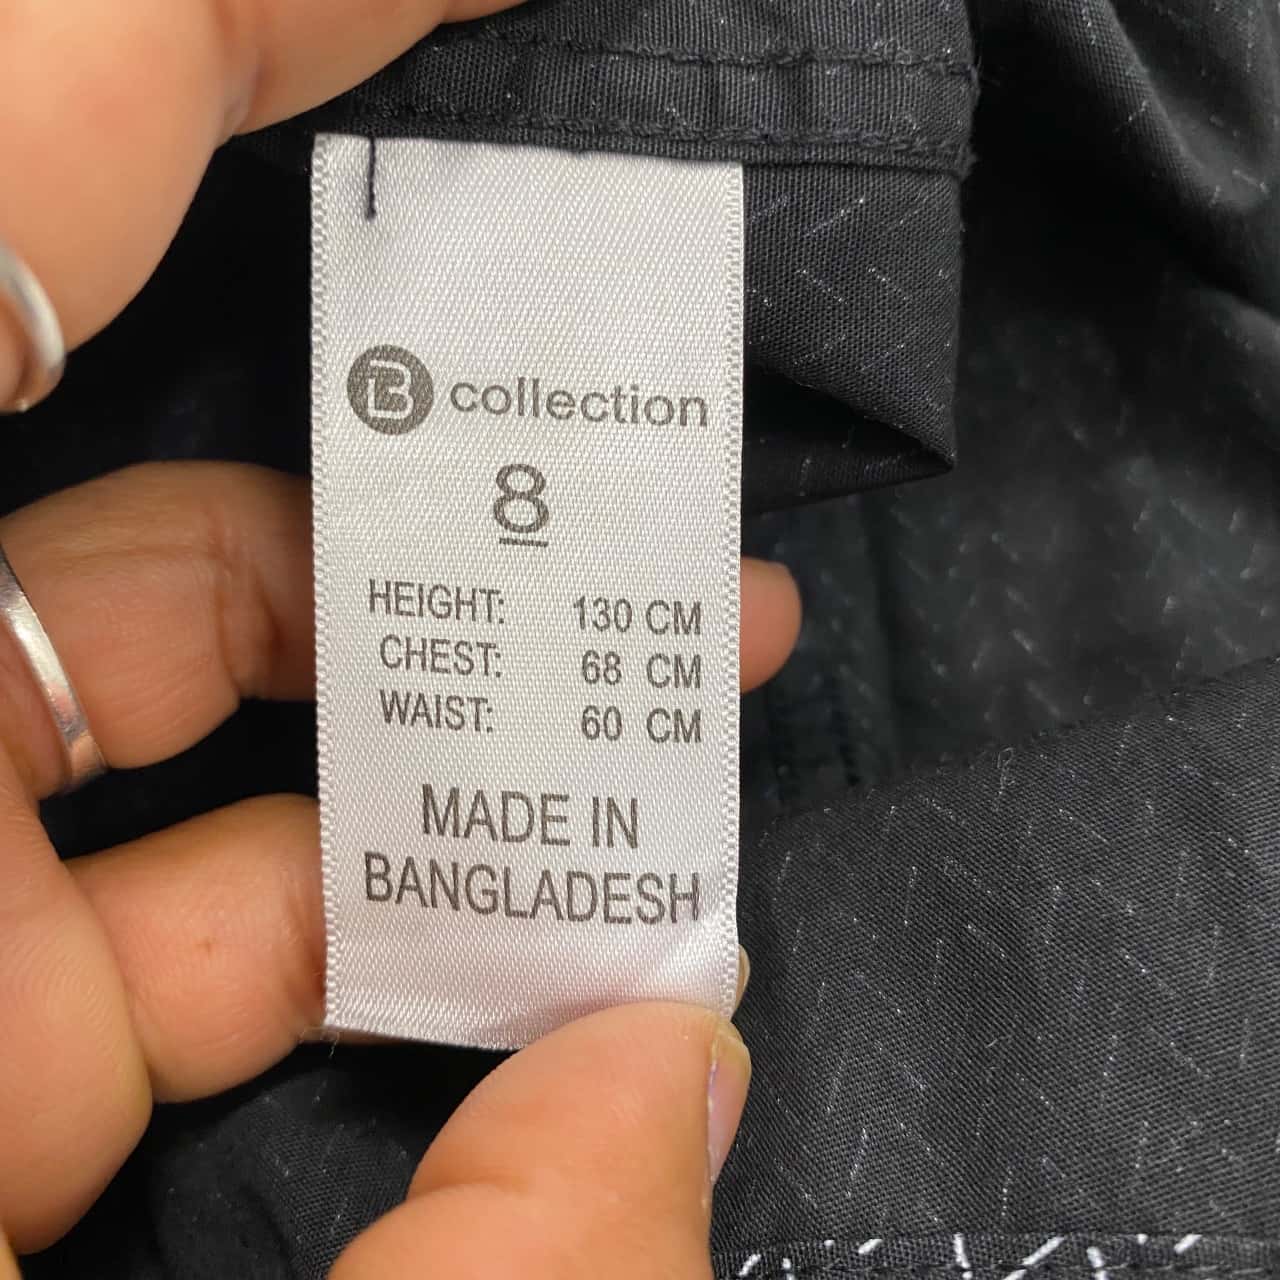 B collection
8
HEIGHT: 130 CM
CHEST: 68 CM
WAIST: 60 CM
MADE IN
BANGLADESH